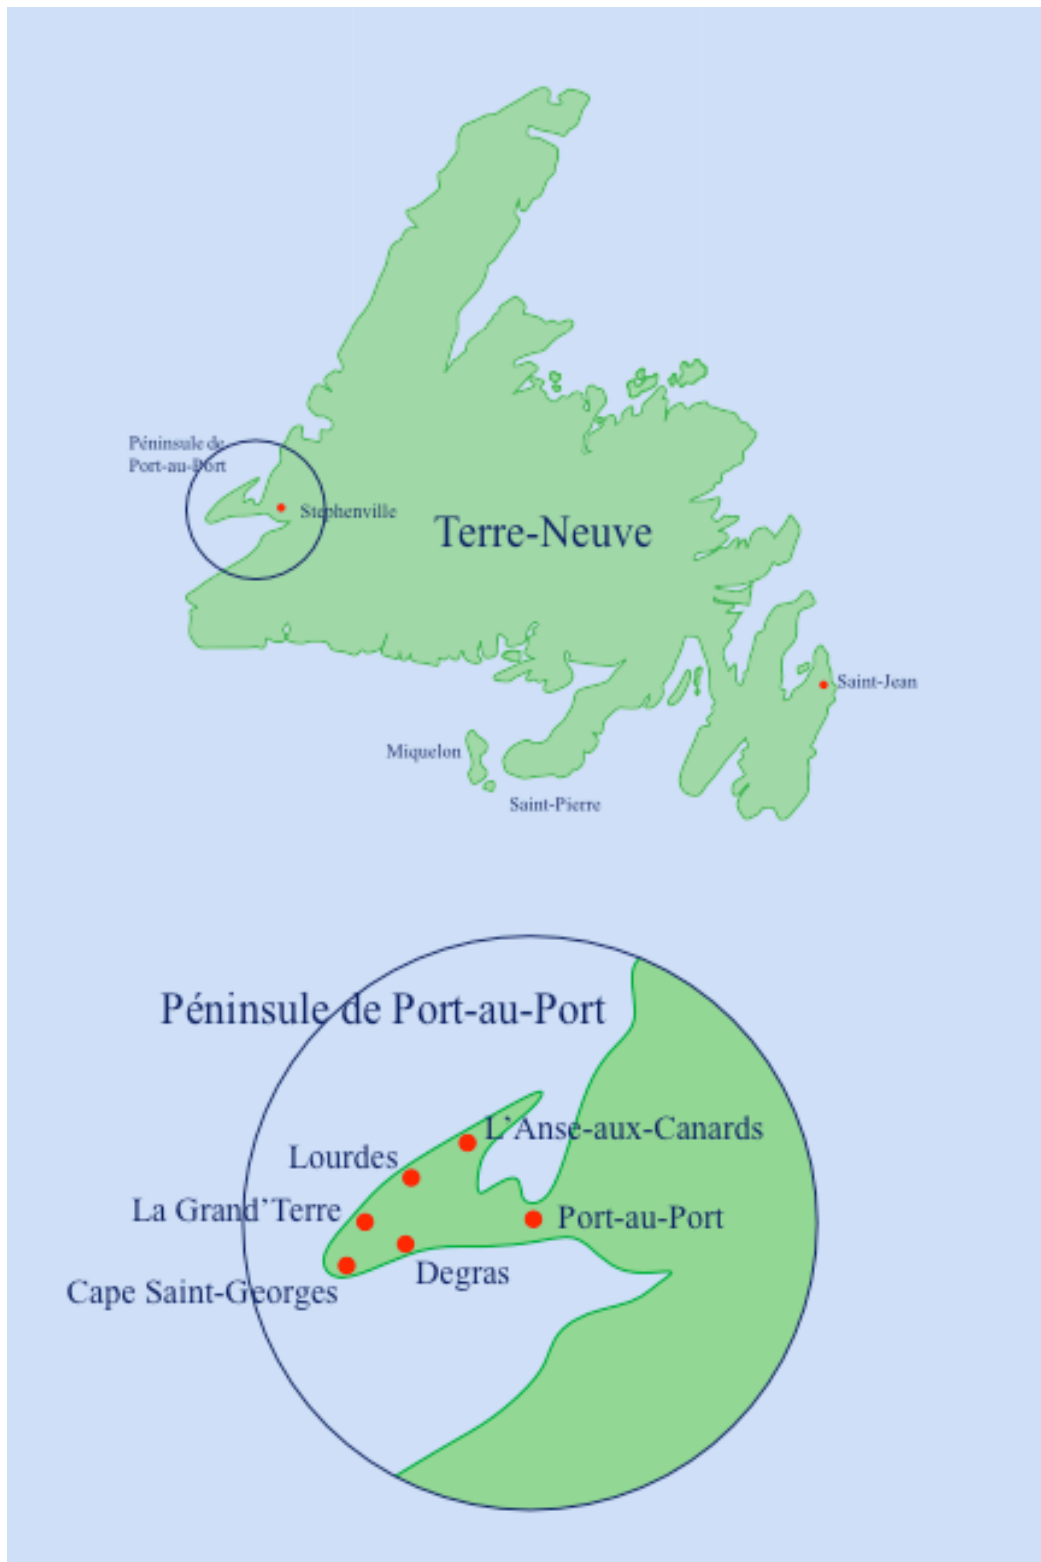 Péninsule de
Port-au-Port
Stephenville
Terre-Neuve
Saint-Jean
Miquelon
Saint-Pierre
Péninsule de Port-au-Port
L'Anse-aux-Canards
Lourdes
La Grand'Terre
Port-au-Port
Degras
Cape Saint-Georges